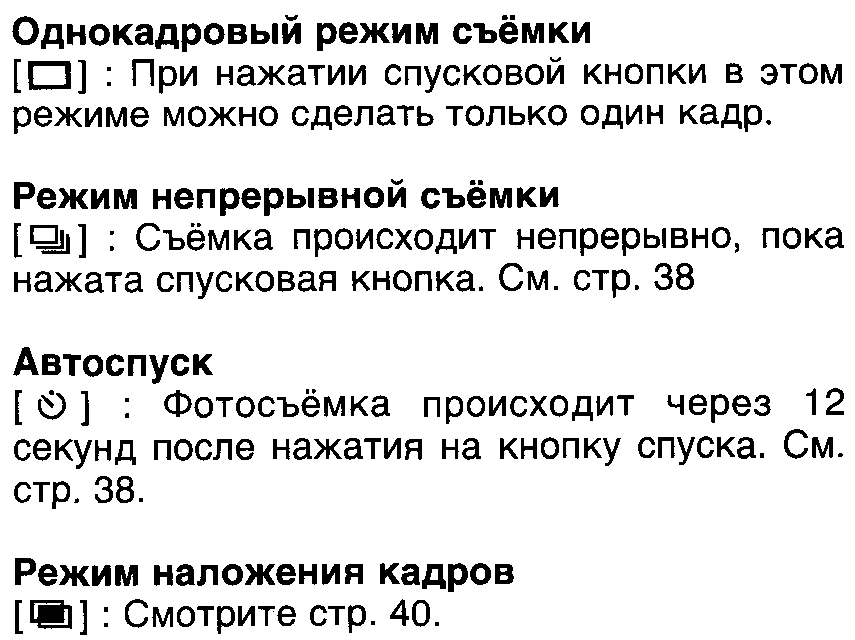 Однокадровый режим съёмки
[ ] : При нажатии спусковой кнопки в этом
режиме можно сделать только один кадр.
Режим непрерывной съёмки
[ ] : Съёмка происходит непрерывно, пока
нажата спусковая кнопка. См. стр. 38
Автоспуск
[ ] : Фотосъёмка происходит через 12
секунд после нажатия на кнопку спуска. См.
стр. 38.
Режим наложения кадров
[ ] : Смотрите стр. 40.